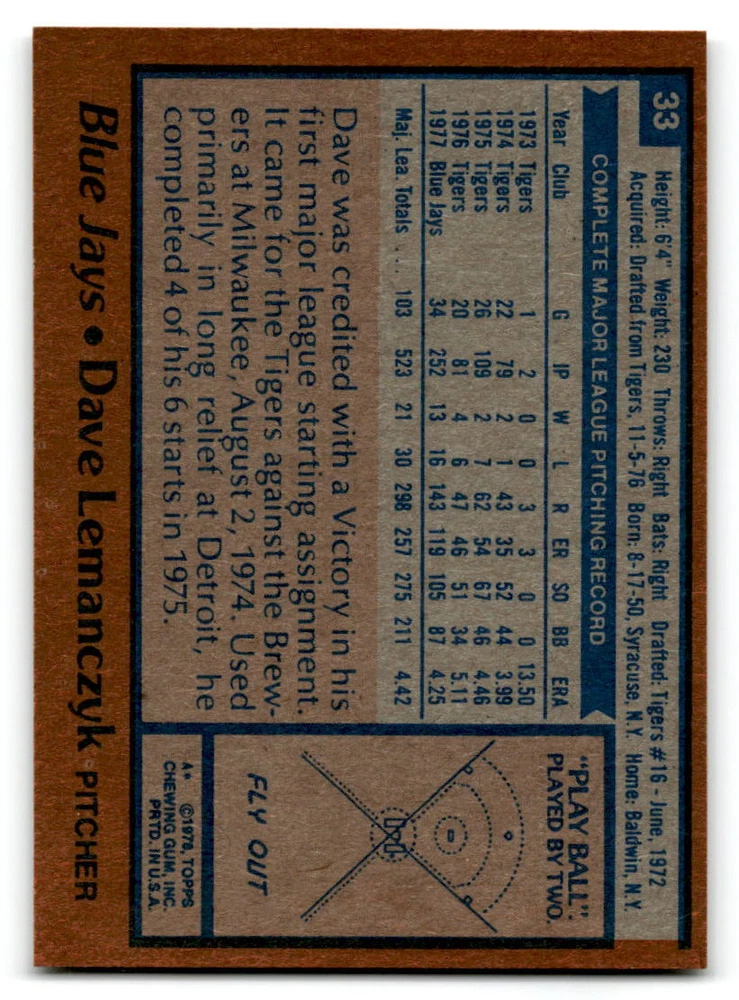 33
Height: 6'4" Weight: 230 Throws: Right Bats: Right Drafted: Tigers #16 - June, 1972
Acquired: Drafted from Tigers, 11-5-76 Born: 8-17-50, Syracuse, N.Y. Home: Baldwin, N.Y.
COMPLETE MAJOR LEAGUE PITCHING RECORD
Year Club G IP W L R ER SO BB ERA
1973 Tigers 1 2 0 0 3 3 0 0 13.50
1974 Tigers 22 79 2 1 43 35 52 44 3.99
1975 Tigers 26 109 2 7 62 54 67 46 4.46
1976 Tigers 20 81 4 6 47 46 51 34 5.11
1977 Blue Jays 34 252 13 16 143 119 105 87 4.25
Maj. Lea. Totals ... 103 523 21 30 298 257 275 211 4.42
Dave was credited with a Victory in his
first major league starting assignment.
It came for the Tigers against the Brew-
ers at Milwaukee, August 2, 1974. Used
primarily in long relief at Detroit, he
completed 4 of his 6 starts in 1975.
"PLAY BALL"
PLAYED BY TWO.
FLY OUT
A* ©1978, TOPPS
CHEWING GUM, INC.
PRTD. IN U.S.A.
Blue Jays • Dave Lemanczyk • PITCHER